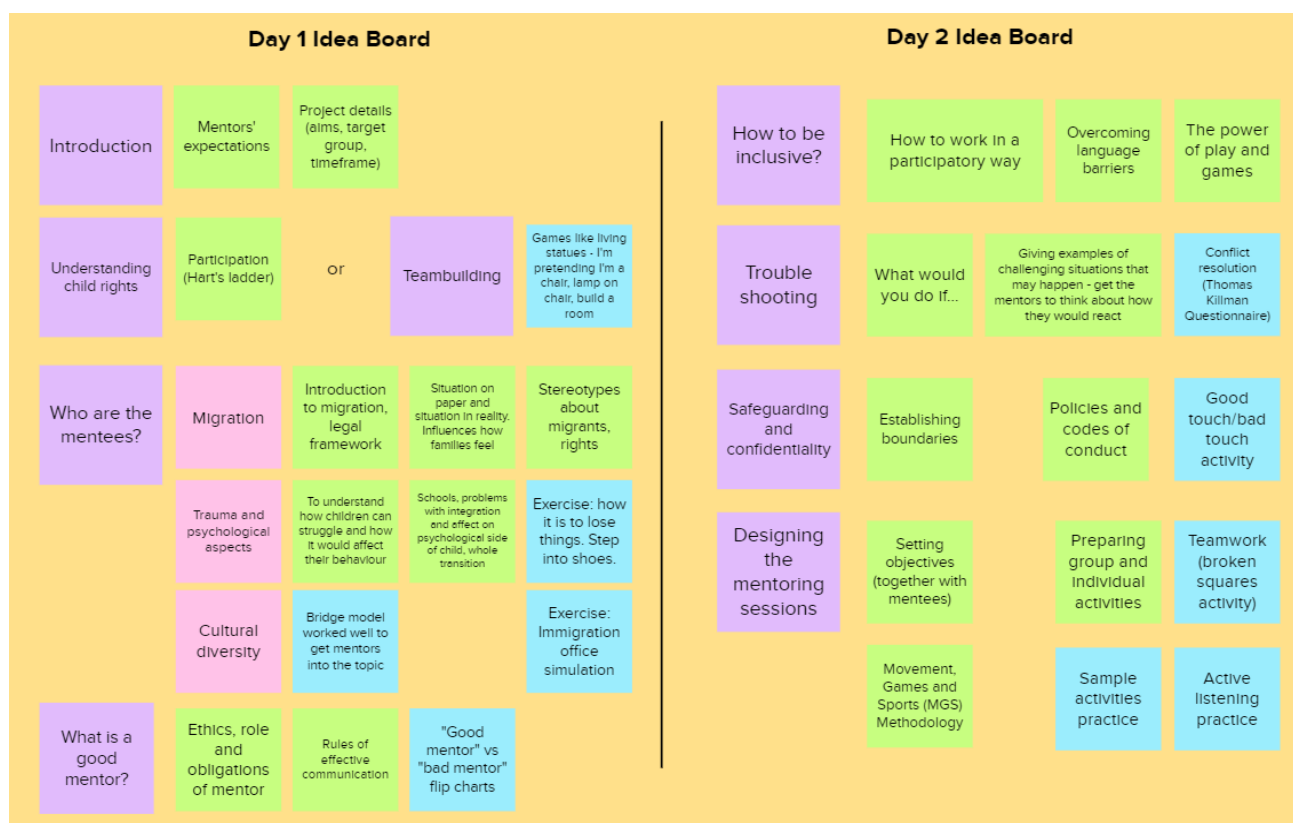 Day 1 Idea Board
Introduction
Mentors'
expectations
Project details
(aims, target
group,
timeframe)
Understanding
child rights
Participation
(Hart's ladder)
or
Teambuilding
Games like living
statues - I'm
pretending I'm a
chair, lamp on
chair, build a
room
Who are the
mentees?
Migration
Introduction
to migration,
legal
framework
Situation on
paper and
situation in reality.
Influences how
families feel
Stereotypes
about
migrants,
rights
Trauma and
psychological
aspects
To understand
how children can
struggle and how
it would affect
their behaviour
Schools, problems
with integration
and affect on
psychological side
of child, whole
transition
Exercise: how
it is to lose
things. Step
into shoes.
Cultural
diversity
Bridge model
worked well to
get mentors
into the topic
Exercise:
Immigration
office
simulation
What is a
good
mentor?
Ethics, role
and
obligations
of mentor
Rules of
effective
communication
"Good
mentor" vs
"bad mentor"
flip charts
Day 2 Idea Board
How to be
inclusive?
How to work in a
participatory way
Overcoming
language
barriers
The power
of play and
games
Trouble
shooting
What would
you do if...
Giving examples of
challenging situations that
may happen - get the
mentors to think about how
they would react
Conflict
resolution
(Thomas
Killman
Questionnaire)
Safeguarding
and
confidentiality
Establishing
boundaries
Policies and
codes of
conduct
Good
touch/bad
touch
activity
Designing
the
mentoring
sessions
Setting
objectives
(together with
mentees)
Preparing
group and
individual
activities
Teamwork
(broken
squares
activity)
Movement,
Games and
Sports (MGS)
Methodology
Sample
activities
practice
Active
listening
practice